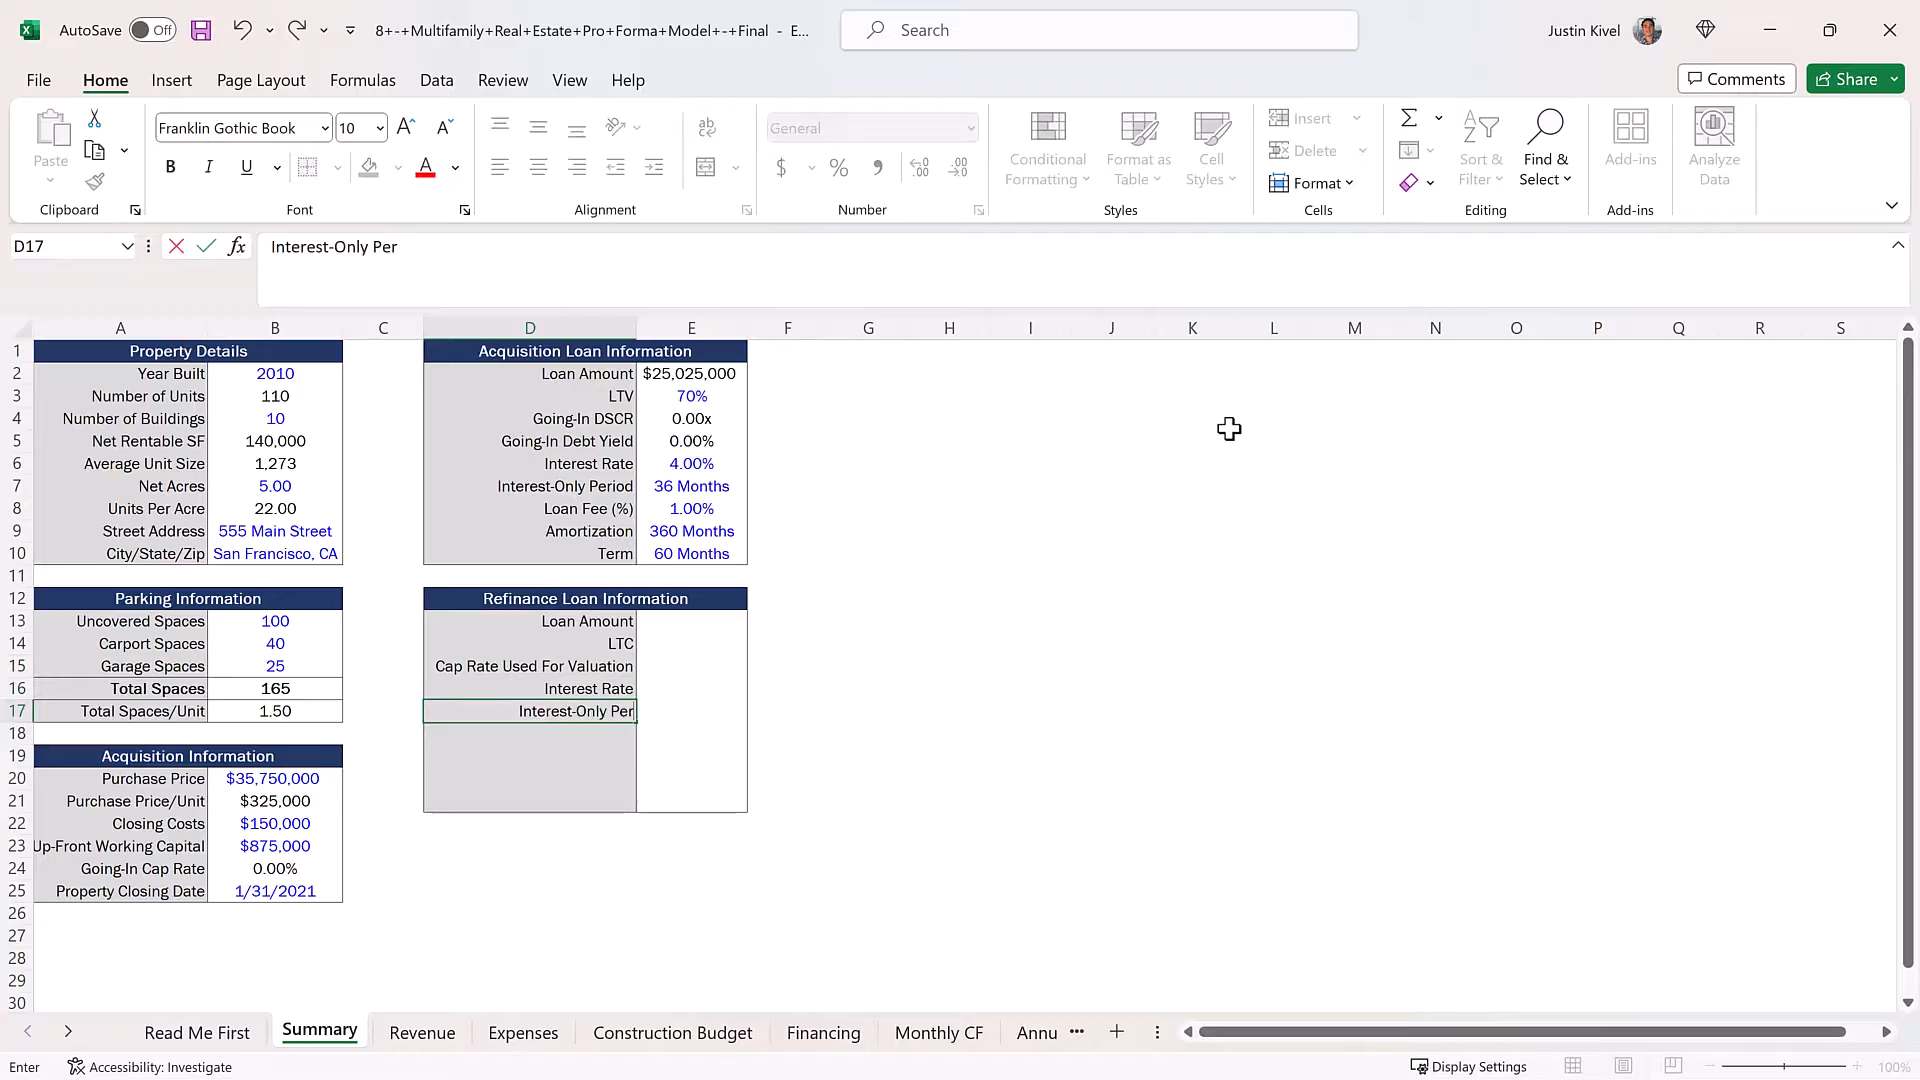 AutoSave Off 8+-+Multifamily+Real+Estate+Pro+Forma+Model+-+Final - E... Search Justin Kivel
File Home Insert Page Layout Formulas Data Review View Help Comments Share
Paste Franklin Gothic Book 10 General Conditional Formatting Format as Table Cell Styles Insert Delete Format Sort & Filter Find & Select Add-ins Analyze Data
Clipboard Font Alignment Number Styles Cells Editing Add-ins
D17 fx Interest-Only Per
A B C D E F G H I J K L M N O P Q R S
1 Property Details Acquisition Loan Information
2 Year Built 2010 Loan Amount $25,025,000
3 Number of Units 110 LTV 70%
4 Number of Buildings 10 Going-In DSCR 0.00x
5 Net Rentable SF 140,000 Going-In Debt Yield 0.00%
6 Average Unit Size 1,273 Interest Rate 4.00%
7 Net Acres 5.00 Interest-Only Period 36 Months
8 Units Per Acre 22.00 Loan Fee (%) 1.00%
9 Street Address 555 Main Street Amortization 360 Months
10 City/State/Zip San Francisco, CA Term 60 Months
11
12 Parking Information Refinance Loan Information
13 Uncovered Spaces 100 Loan Amount
14 Carport Spaces 40 LTC
15 Garage Spaces 25 Cap Rate Used For Valuation
16 Total Spaces 165 Interest Rate
17 Total Spaces/Unit 1.50 Interest-Only Per
18
19 Acquisition Information
20 Purchase Price $35,750,000
21 Purchase Price/Unit $325,000
22 Closing Costs $150,000
23 Up-Front Working Capital $875,000
24 Going-In Cap Rate 0.00%
25 Property Closing Date 1/31/2021
26
27
28
29
30
Read Me First Summary Revenue Expenses Construction Budget Financing Monthly CF Annu
Enter Accessibility: Investigate Display Settings 100%